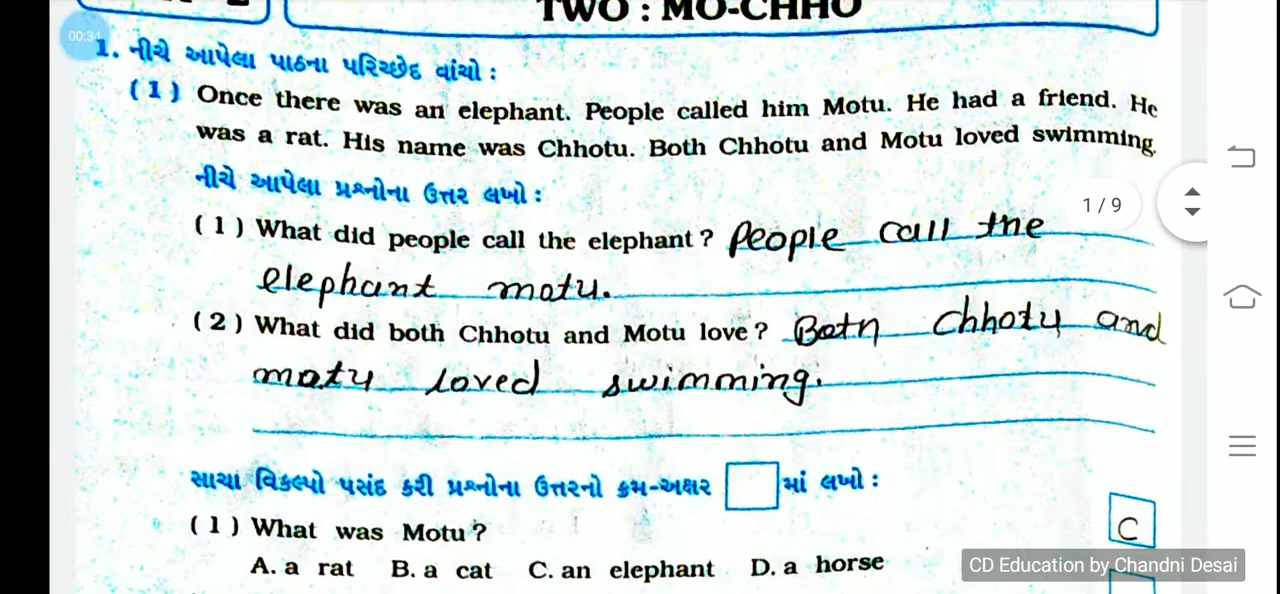 TWO : MO-CHHO
00:34
1. નીચે આપેલા પાઠના પરિચ્છેદ વાંચો :
( 1 ) Once there was an elephant. People called him Motu. He had a friend. He
was a rat. His name was Chhotu. Both Chhotu and Motu loved swimming.
નીચે આપેલા પ્રશ્નોના ઉત્તર લખો :
1 / 9
( 1 ) What did people call the elephant ? People call the
elephant motu.
( 2 ) What did both Chhotu and Motu love ? Both Chhotu and
motu loved swimming.
સાચા વિકલ્પો પસંદ કરી પ્રશ્નોના ઉત્તરનો ક્રમ-અક્ષર માં લખો :
( 1 ) What was Motu ? C
A. a rat B. a cat C. an elephant D. a horse
CD Education by Chandni Desai